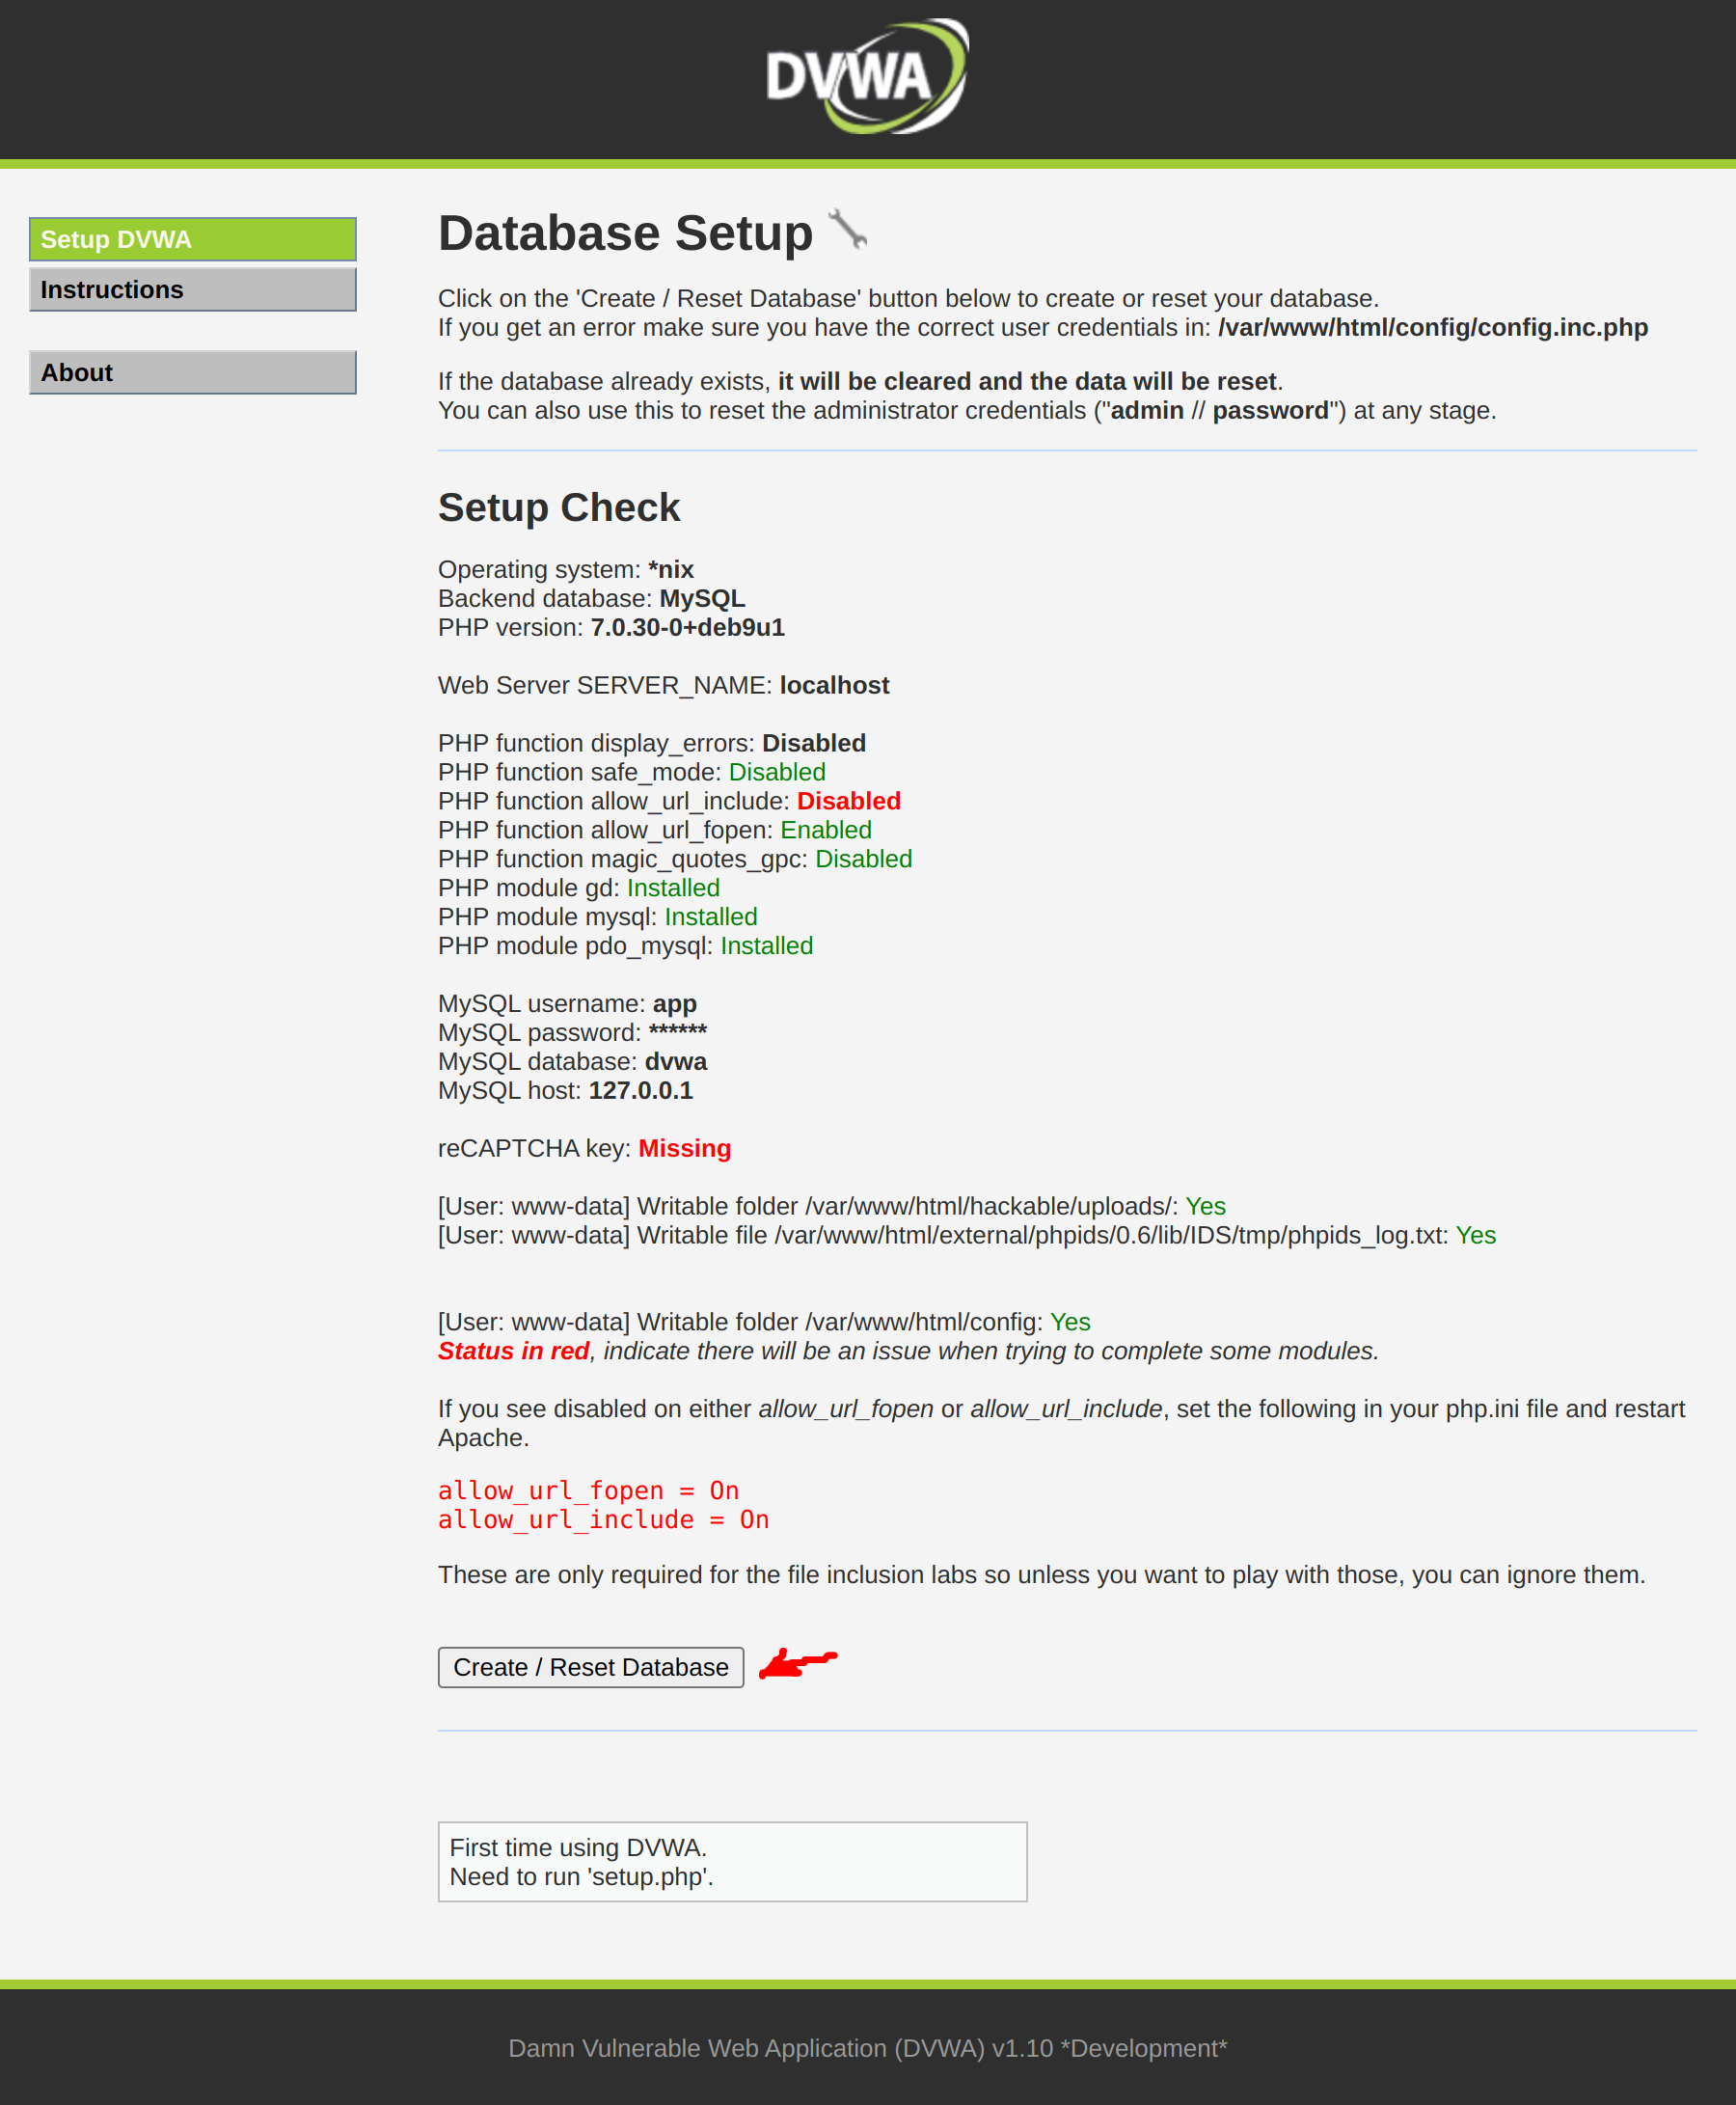 DVWA
Setup DVWA
Instructions
About
Database Setup
Click on the 'Create / Reset Database' button below to create or reset your database.
If you get an error make sure you have the correct user credentials in: /var/www/html/config/config.inc.php
If the database already exists, it will be cleared and the data will be reset.
You can also use this to reset the administrator credentials ("admin // password") at any stage.
Setup Check
Operating system: *nix
Backend database: MySQL
PHP version: 7.0.30-0+deb9u1
Web Server SERVER_NAME: localhost
PHP function display_errors: Disabled
PHP function safe_mode: Disabled
PHP function allow_url_include: Disabled
PHP function allow_url_fopen: Enabled
PHP function magic_quotes_gpc: Disabled
PHP module gd: Installed
PHP module mysql: Installed
PHP module pdo_mysql: Installed
MySQL username: app
MySQL password: ******
MySQL database: dvwa
MySQL host: 127.0.0.1
reCAPTCHA key: Missing
[User: www-data] Writable folder /var/www/html/hackable/uploads/: Yes
[User: www-data] Writable file /var/www/html/external/phpids/0.6/lib/IDS/tmp/phpids_log.txt: Yes
[User: www-data] Writable folder /var/www/html/config: Yes
Status in red, indicate there will be an issue when trying to complete some modules.
If you see disabled on either allow_url_fopen or allow_url_include, set the following in your php.ini file and restart
Apache.
allow_url_fopen = On
allow_url_include = On
These are only required for the file inclusion labs so unless you want to play with those, you can ignore them.
Create / Reset Database
First time using DVWA.
Need to run 'setup.php'.
Damn Vulnerable Web Application (DVWA) v1.10 *Development*